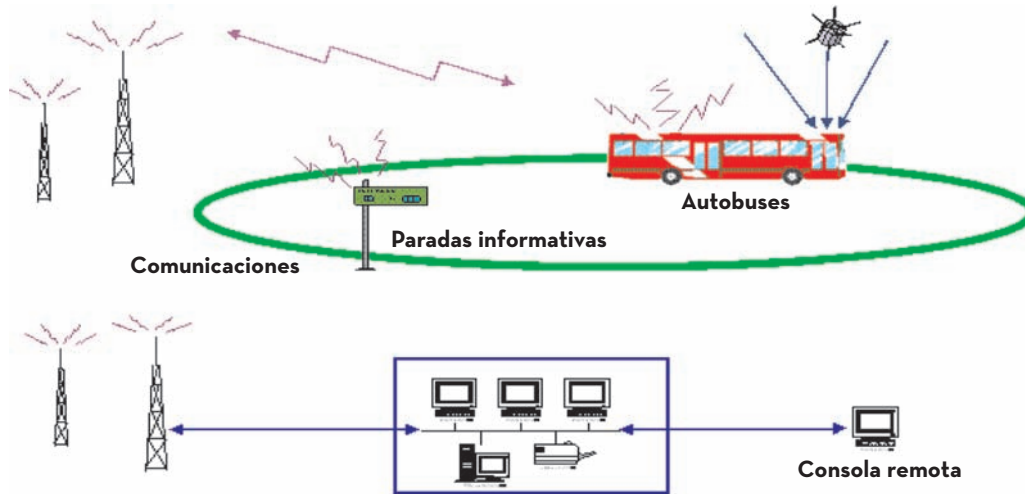 Autobuses
Paradas informativas
Comunicaciones
Consola remota